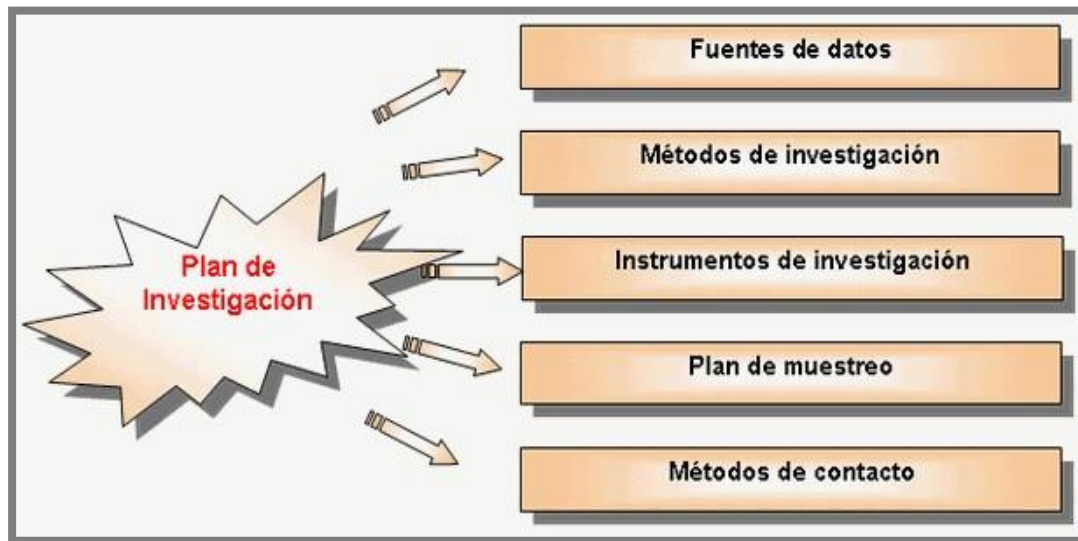 Plan de
Investigación
Fuentes de datos
Métodos de investigación
Instrumentos de investigación
Plan de muestreo
Métodos de contacto